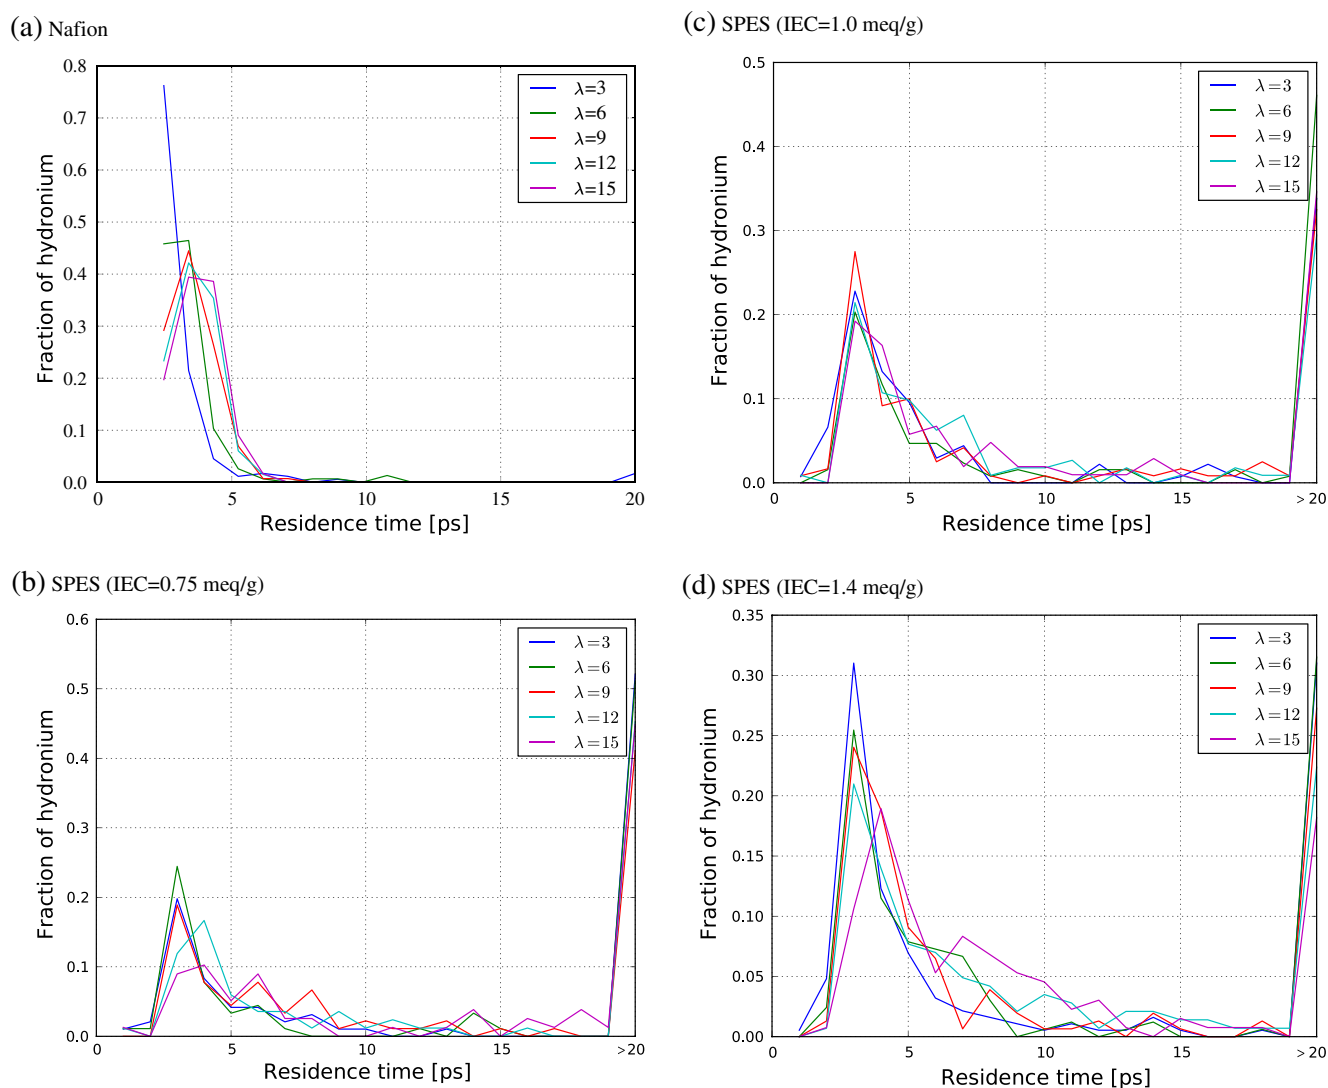 (a) Nafion
0.8
0.7
0.6
0.5
0.4
0.3
0.2
0.1
0.0
Fraction of hydronium
0 5 10 15 20
Residence time [ps]
λ=3
λ=6
λ=9
λ=12
λ=15
(c) SPES (IEC=1.0 meq/g)
0.5
0.4
0.3
0.2
0.1
0.0
Fraction of hydronium
0 5 10 15 >20
Residence time [ps]
λ=3
λ=6
λ=9
λ=12
λ=15
(b) SPES (IEC=0.75 meq/g)
0.6
0.5
0.4
0.3
0.2
0.1
0.0
Fraction of hydronium
0 5 10 15 >20
Residence time [ps]
λ=3
λ=6
λ=9
λ=12
λ=15
(d) SPES (IEC=1.4 meq/g)
0.35
0.30
0.25
0.20
0.15
0.10
0.05
0.00
Fraction of hydronium
0 5 10 15 >20
Residence time [ps]
λ=3
λ=6
λ=9
λ=12
λ=15